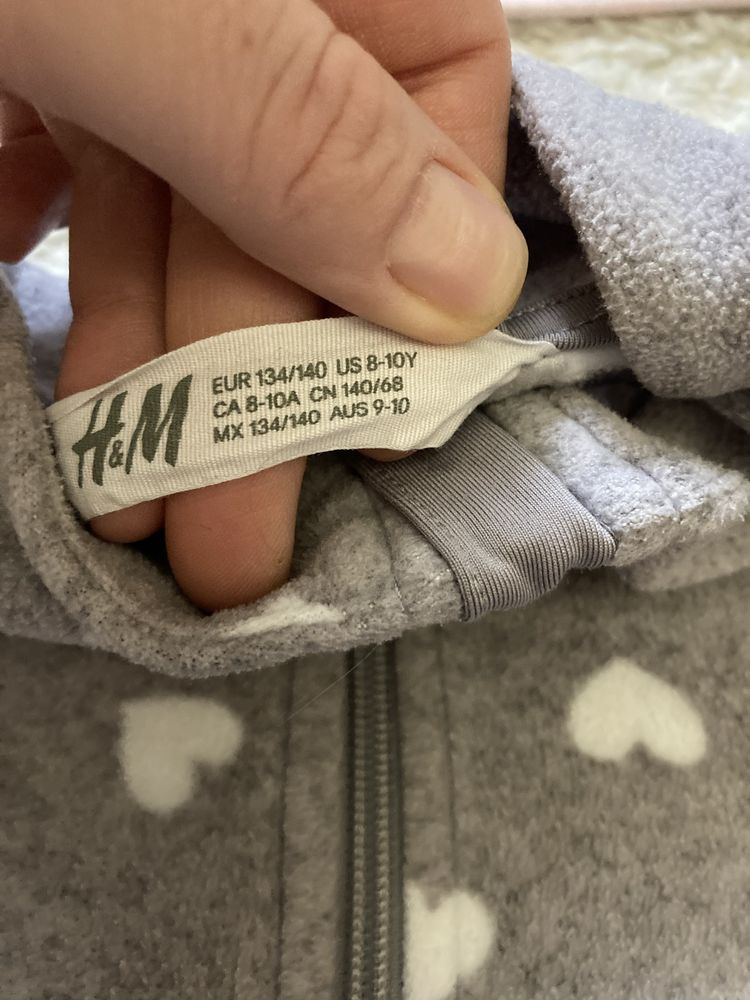 H&M
EUR 134/140 US 8-10Y
CA 8-10A CN 140/68
MX 134/140 AUS 9-10